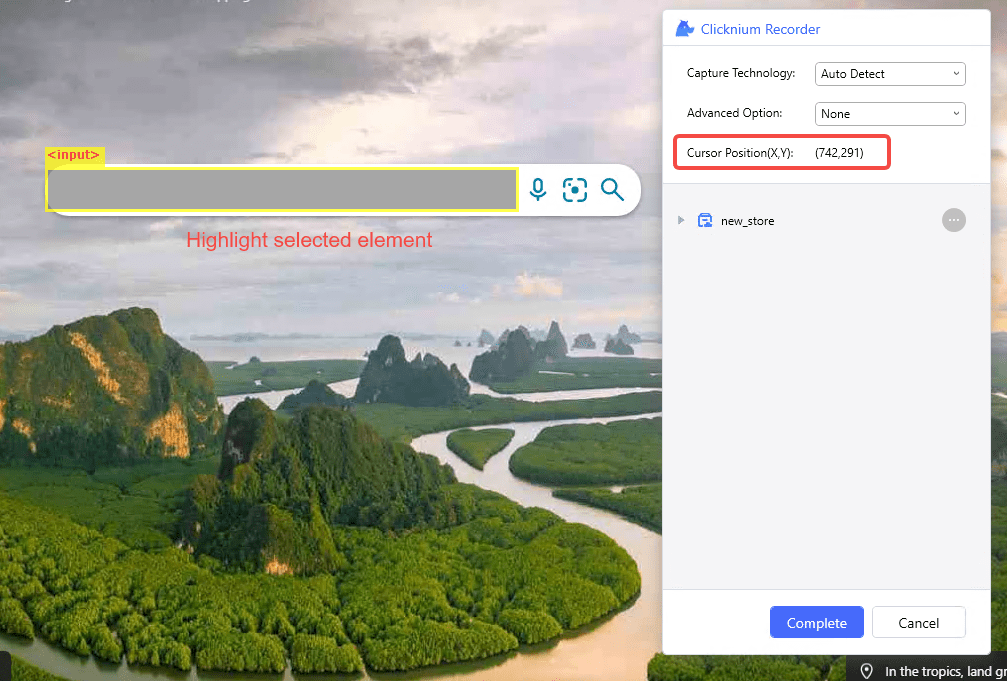 Clicknium Recorder
Capture Technology: Auto Detect
Advanced Option: None
<input>
Cursor Position(X,Y): (742,291)
new_store
Highlight selected element
Complete Cancel
In the tropics, land gr